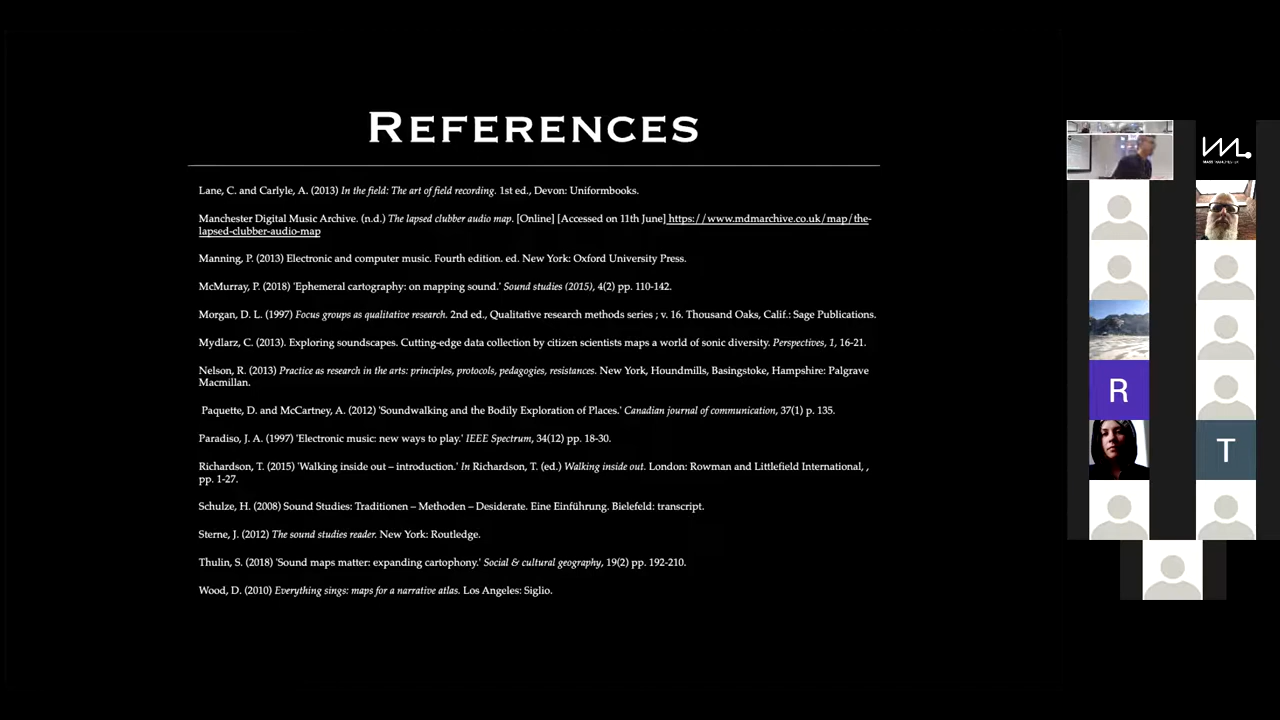 REFERENCES
Lane, C. and Carlyle, A. (2013) In the field: The art of field recording. 1st ed., Devon: Uniformbooks.
Manchester Digital Music Archive. (n.d.) The lapsed clubber audio map. [Online] [Accessed on 11th June] https://www.mdmarchive.co.uk/map/the-
lapsed-clubber-audio-map
Manning, P. (2013) Electronic and computer music. Fourth edition. ed. New York: Oxford University Press.
McMurray, P. (2018) 'Ephemeral cartography: on mapping sound.' Sound studies (2015), 4(2) pp. 110-142.
Morgan, D. L. (1997) Focus groups as qualitative research. 2nd ed., Qualitative research methods series ; v. 16. Thousand Oaks, Calif.: Sage Publications.
Mydlarz, C. (2013). Exploring soundscapes. Cutting-edge data collection by citizen scientists maps a world of sonic diversity. Perspectives, 1, 16-21.
Nelson, R. (2013) Practice as research in the arts: principles, protocols, pedagogies, resistances. New York, Houndmills, Basingstoke, Hampshire: Palgrave
Macmillan.
Paquette, D. and McCartney, A. (2012) 'Soundwalking and the Bodily Exploration of Places.' Canadian journal of communication, 37(1) p. 135.
Paradiso, J. A. (1997) 'Electronic music: new ways to play.' IEEE Spectrum, 34(12) pp. 18-30.
Richardson, T. (2015) 'Walking inside out – introduction.' In Richardson, T. (ed.) Walking inside out. London: Rowman and Littlefield International, ,
pp. 1-27.
Schulze, H. (2008) Sound Studies: Traditionen – Methoden – Desiderate. Eine Einführung. Bielefeld: transcript.
Sterne, J. (2012) The sound studies reader. New York: Routledge.
Thulin, S. (2018) 'Sound maps matter: expanding cartophony.' Social & cultural geography, 19(2) pp. 192-210.
Wood, D. (2010) Everything sings: maps for a narrative atlas. Los Angeles: Siglio.
R
T